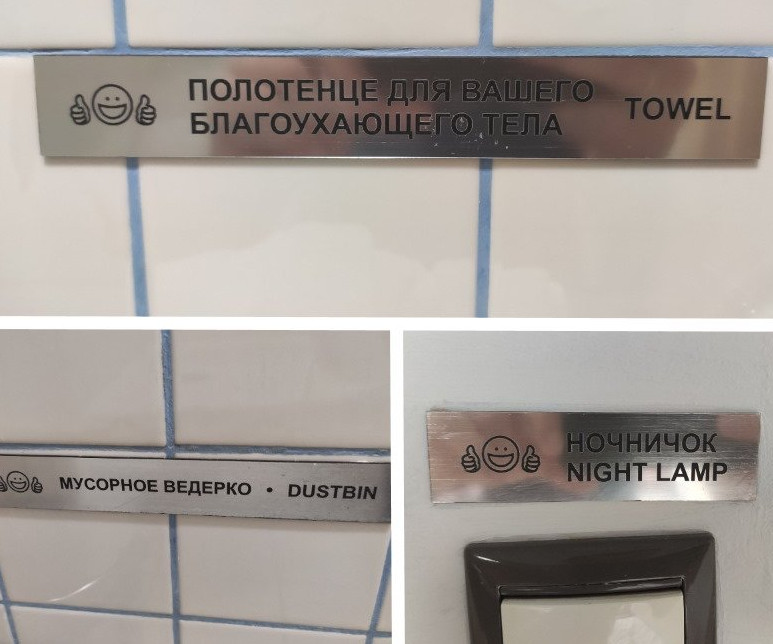 ПОЛОТЕНЦЕ ДЛЯ ВАШЕГО
БЛАГОУХАЮЩЕГО ТЕЛА
TOWEL
МУСОРНОЕ ВЕДЕРКО • DUSTBIN
НОЧНИЧОК
NIGHT LAMP